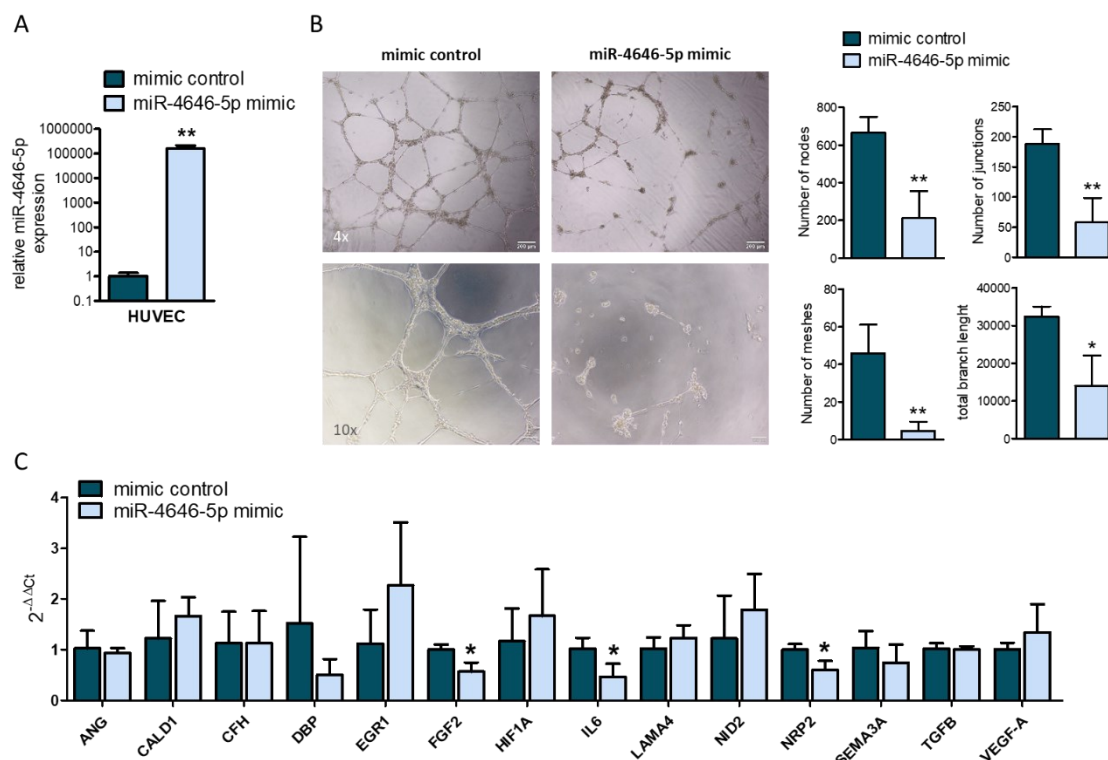 A
mimic control
miR-4646-5p mimic
relative miR-4646-5p
expression
1000000
100000
10000
1000
100
10
1
0.1
**
HUVEC
B
mimic control
miR-4646-5p mimic
4x
200 µm
200 µm
10x
mimic control
miR-4646-5p mimic
Number of nodes
800
600
400
200
0
**
Number of junctions
250
200
150
100
50
0
**
Number of meshes
80
60
40
20
0
**
total branch lenght
40000
30000
20000
10000
0
*
C
mimic control
miR-4646-5p mimic
2-ΔΔCt
4
3
2
1
0
*
*
*
ANG
CALD1
CFH
DBP
EGR1
FGF2
HIF1A
IL6
LAMA4
NID2
NRP2
SEMA3A
TGFB
VEGF-A